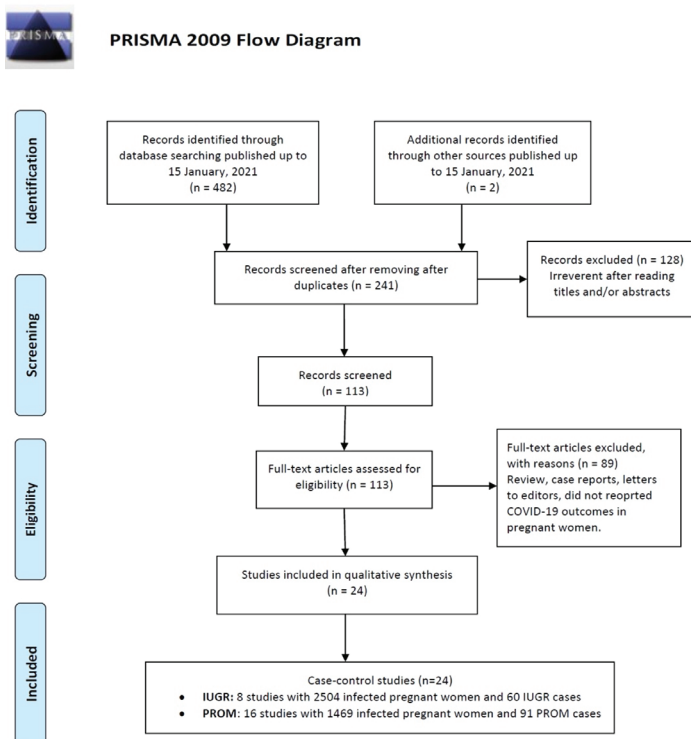 PRISMA
PRISMA 2009 Flow Diagram
Identification
Records identified through
database searching published up to
15 January, 2021
(n = 482)
Additional records identified
through other sources published up
to 15 January, 2021
(n = 2)
Records screened after removing after
duplicates (n = 241)
Records excluded (n = 128)
Irreverent after reading
titles and/or abstracts
Screening
Records screened
(n = 113)
Eligibility
Full-text articles assessed for
eligibility (n = 113)
Full-text articles excluded,
with reasons (n = 89)
Review, case reports, letters
to editors, did not reoprted
COVID-19 outcomes in
pregnant women.
Studies included in qualitative synthesis
(n = 24)
Included
Case-control studies (n=24)
• IUGR: 8 studies with 2504 infected pregnant women and 60 IUGR cases
• PROM: 16 studies with 1469 infected pregnant women and 91 PROM cases